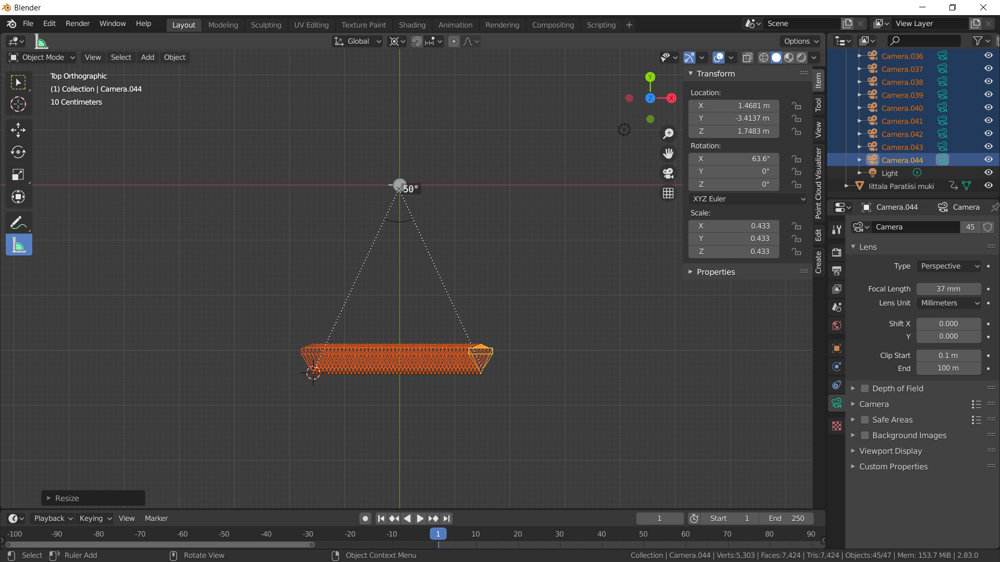 Blender
File Edit Render Window Help Layout Modeling Sculpting UV Editing Texture Paint Shading Animation Rendering Compositing Scripting + Scene View Layer
Global Options
Object Mode View Select Add Object
Top Orthographic
(1) Collection | Camera.044
10 Centimeters
50°
Y
Z
X
Transform
Location:
X 1.4681 m
Y -3.4137 m
Z 1.7483 m
Rotation:
X 63.6°
Y 0°
Z 0°
XYZ Euler
Scale:
X 0.433
Y 0.433
Z 0.433
Properties
Item
Tool
View
Point Cloud Visualizer
Edit
Create
Camera.036
Camera.037
Camera.038
Camera.039
Camera.040
Camera.041
Camera.042
Camera.043
Camera.044
Light
Iittala Paratiisi muki
Camera.044 Camera
Camera 45
Lens
Type Perspective
Focal Length 37 mm
Lens Unit Millimeters
Shift X 0.000
Y 0.000
Clip Start 0.1 m
End 100 m
Depth of Field
Camera
Safe Areas
Background Images
Viewport Display
Custom Properties
Resize
Playback Keying View Marker 1 Start 1 End 250
-100 -90 -80 -70 -60 -50 -40 -30 -20 -10 1 10 20 30 40 50 60 70 80 90
Select Ruler Add Rotate View Object Context Menu Collection | Camera.044 | Verts:5,303 | Faces:7,424 | Tris:7,424 | Objects:45/47 | Mem: 153.7 MiB | 2.83.0